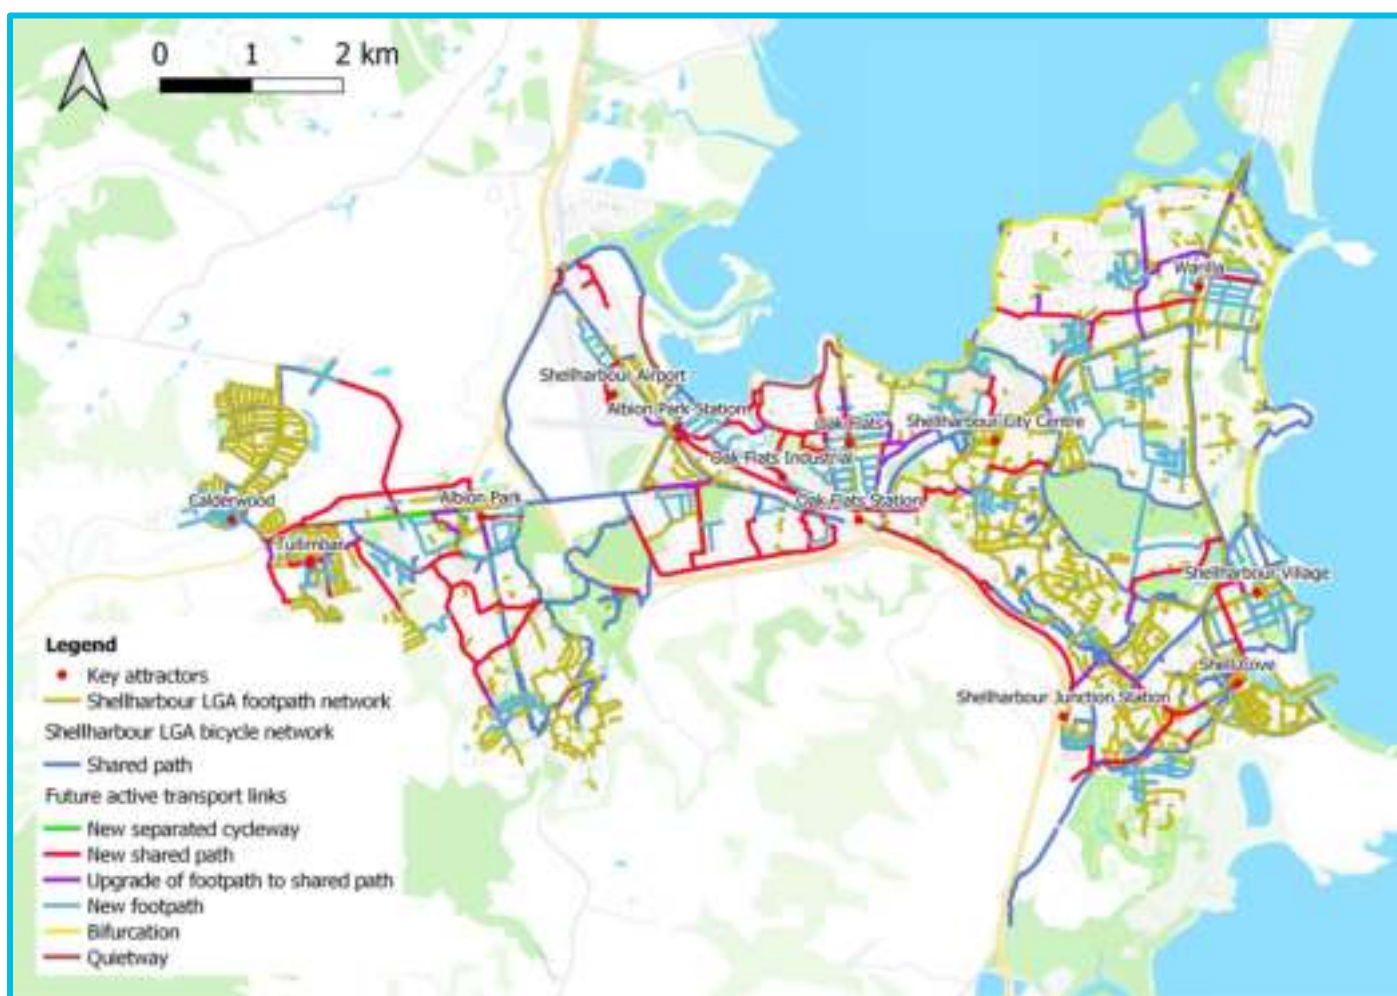 0 1 2 km
Warilla
Shellharbour Airport
Albion Park Station
Oak Flats
Shellharbour City Centre
Oak Flats Industrial
Calderwood
Albion Park
Oak Flats Station
Tullimbar
Shellharbour Village
Shell Cove
Shellharbour Junction Station
Legend
Key attractors
Shellharbour LGA footpath network
Shellharbour LGA bicycle network
Shared path
Future active transport links
New separated cycleway
New shared path
Upgrade of footpath to shared path
New footpath
Bifurcation
Quietway